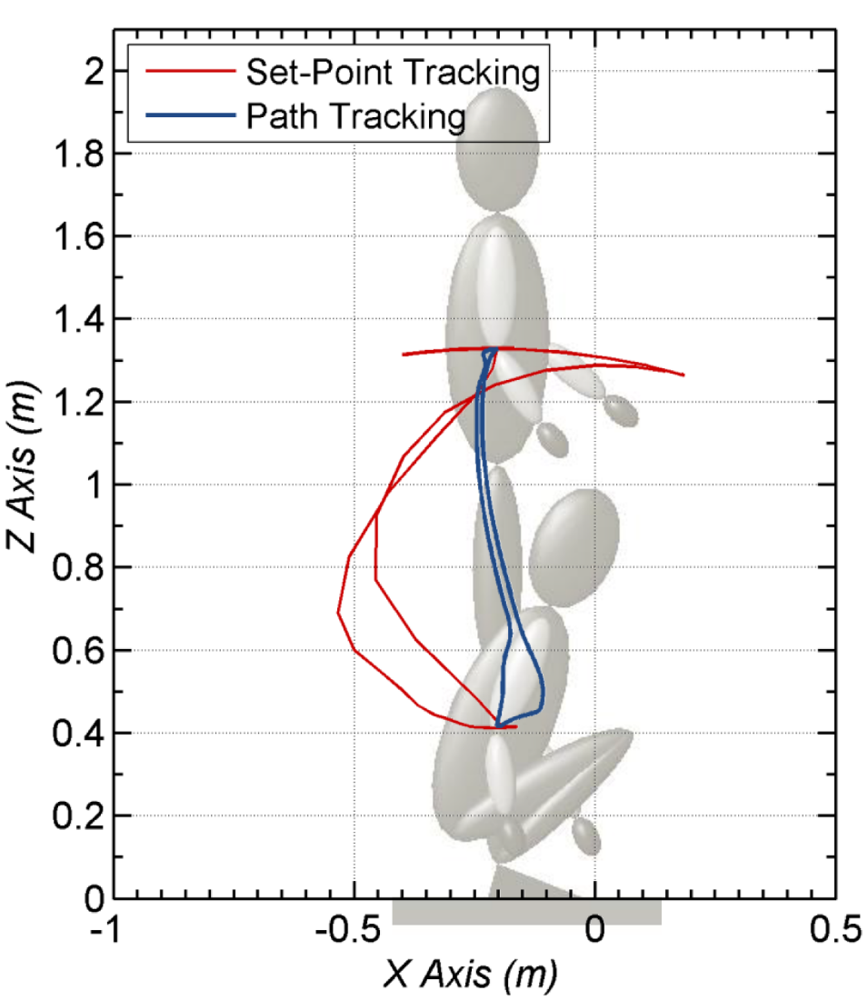 Set-Point Tracking
Path Tracking
2
1.8
1.6
1.4
1.2
1
0.8
0.6
0.4
0.2
0
Z Axis (m)
-1 -0.5 0 0.5
X Axis (m)